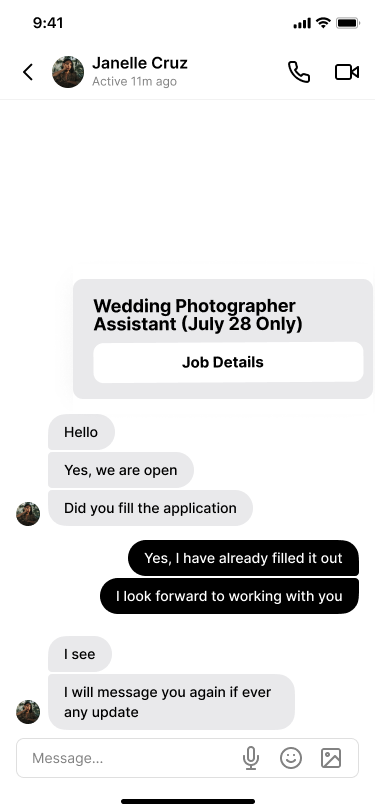 9:41
Janelle Cruz
Active 11m ago
Wedding Photographer
Assistant (July 28 Only)
Job Details
Hello
Yes, we are open
Did you fill the application
Yes, I have already filled it out
I look forward to working with you
I see
I will message you again if ever
any update
Message...